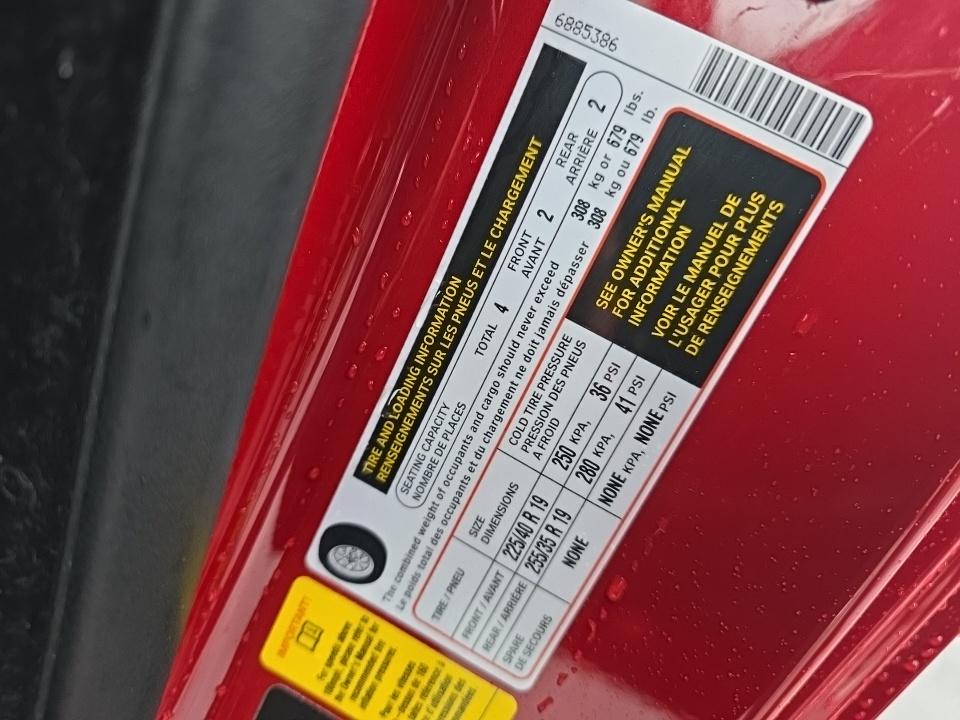 6885386
TIRE AND LOADING INFORMATION
RENSEIGNEMENTS SUR LES PNEUS ET LE CHARGEMENT
SEATING CAPACITY TOTAL 4 FRONT 2 REAR 2
NOMBRE DE PLACES AVANT ARRIÈRE
The combined weight of occupants and cargo should never exceed 308 kg or 679 lbs.
Le poids total des occupants et du chargement ne doit jamais dépasser 308 kg ou 679 lb.
TIRE / PNEU SIZE COLD TIRE PRESSURE
DIMENSIONS PRESSION DES PNEUS
A FROID
FRONT / AVANT 225/40 R 19 250 KPA, 36 PSI
REAR / ARRIÈRE 255/35 R 19 280 KPA, 41 PSI
SPARE NONE NONE KPA, NONE PSI
DE SECOURS
SEE OWNER'S MANUAL
FOR ADDITIONAL
INFORMATION
VOIR LE MANUEL DE
L'USAGER POUR PLUS
DE RENSEIGNEMENTS
IMPORTANT!
For speeds above